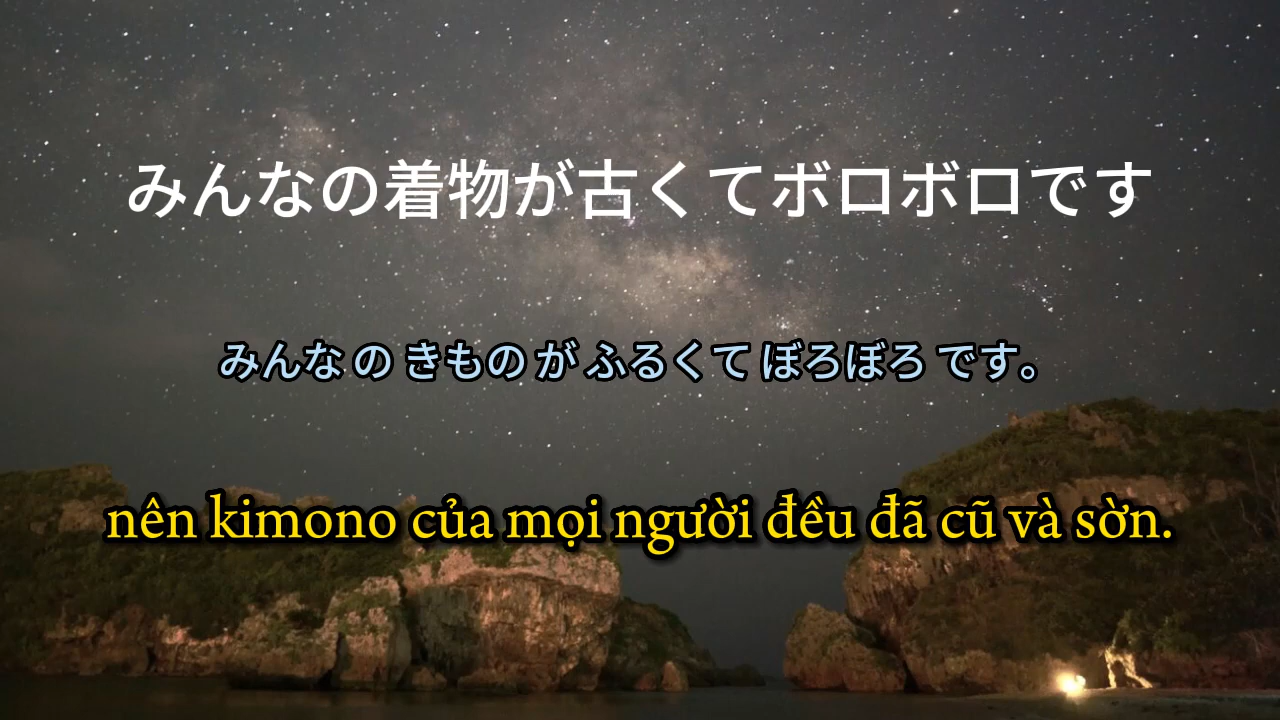 みんなの着物が古くてボロボロです
みんな の きもの が ふるくて ぼろぼろ です。
nên kimono của mọi người đều đã cũ và sờn.